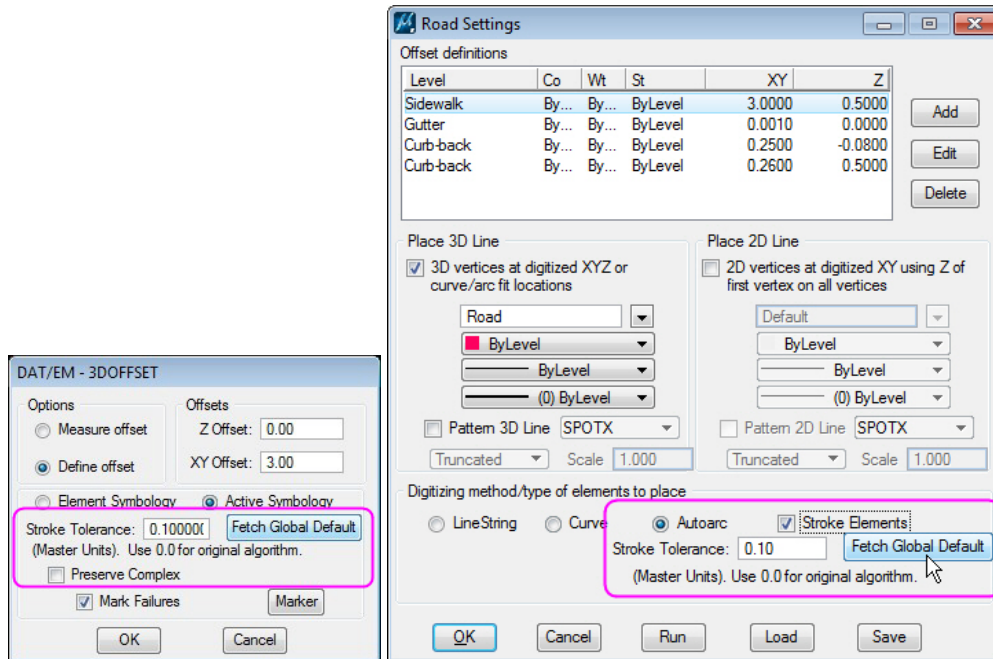 Road Settings
Offset definitions
Level Co Wt St XY Z
Sidewalk By... By... ByLevel 3.0000 0.5000
Gutter By... By... ByLevel 0.0010 0.0000
Curb-back By... By... ByLevel 0.2500 -0.0800
Curb-back By... By... ByLevel 0.2600 0.5000
Add
Edit
Delete
Place 3D Line
3D vertices at digitized XYZ or
curve/arc fit locations
Road
ByLevel
ByLevel
(0) ByLevel
Pattern 3D Line SPOTX
Truncated Scale 1.000
Place 2D Line
2D vertices at digitized XY using Z of
first vertex on all vertices
Default
ByLevel
ByLevel
(0) ByLevel
Pattern 2D Line SPOTX
Truncated Scale 1.000
Digitizing method/type of elements to place
LineString Curve Autoarc Stroke Elements
Stroke Tolerance: 0.10 Fetch Global Default
(Master Units). Use 0.0 for original algorithm.
OK Cancel Run Load Save
DAT/EM - 3DOFFSET
Options
Measure offset
Define offset
Offsets
Z Offset: 0.00
XY Offset: 3.00
Element Symbology Active Symbology
Stroke Tolerance: 0.100000 Fetch Global Default
(Master Units). Use 0.0 for original algorithm.
Preserve Complex
Mark Failures Marker
OK Cancel